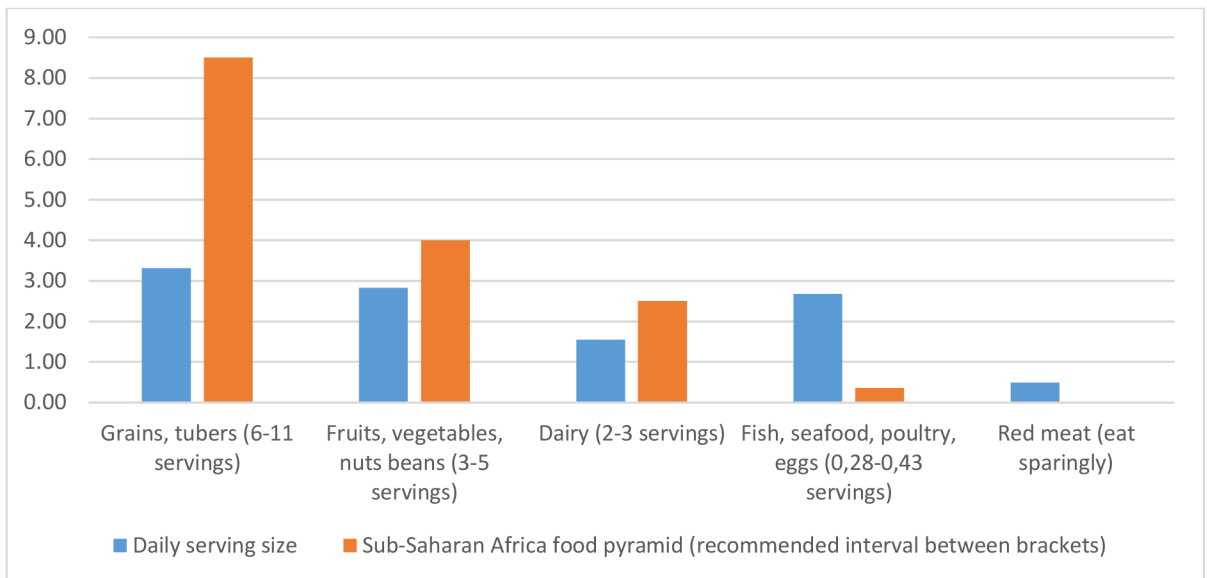 9.00
8.00
7.00
6.00
5.00
4.00
3.00
2.00
1.00
0.00
Grains, tubers (6-11
servings)
Fruits, vegetables,
nuts beans (3-5
servings)
Dairy (2-3 servings)
Fish, seafood, poultry,
eggs (0,28-0,43
servings)
Red meat (eat
sparingly)
Daily serving size
Sub-Saharan Africa food pyramid (recommended interval between brackets)